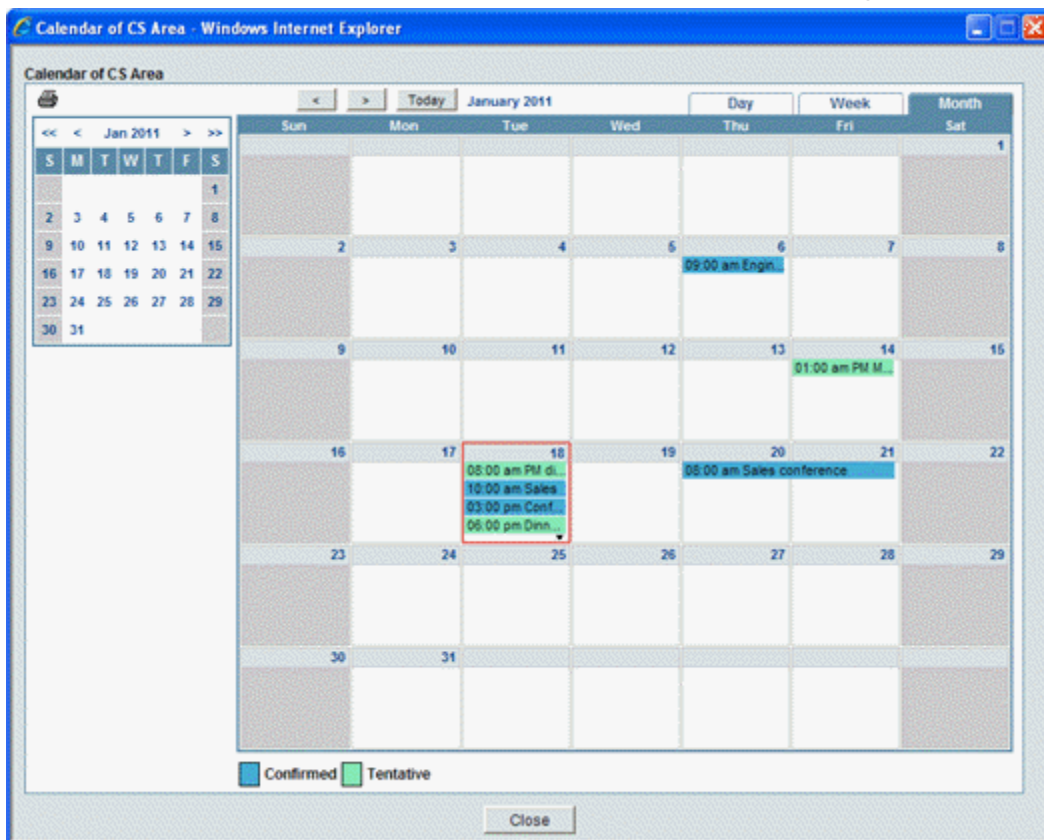 Calendar of CS Area - Windows Internet Explorer
Calendar of CS Area
< > Today January 2011 Day Week Month
<< < Jan 2011 > >>
S M T W T F S
1
2 3 4 5 6 7 8
9 10 11 12 13 14 15
16 17 18 19 20 21 22
23 24 25 26 27 28 29
30 31
Sun Mon Tue Wed Thu Fri Sat
1
2 3 4 5 6 7 8
09:00 am Engin...
9 10 11 12 13 14 15
01:00 am PM M...
16 17 18 19 20 21 22
08:00 am PM di... 08:00 am Sales conference
10:00 am Sales
03:00 pm Conf...
06:00 pm Dinn...
23 24 25 26 27 28 29
30 31
Confirmed Tentative
Close